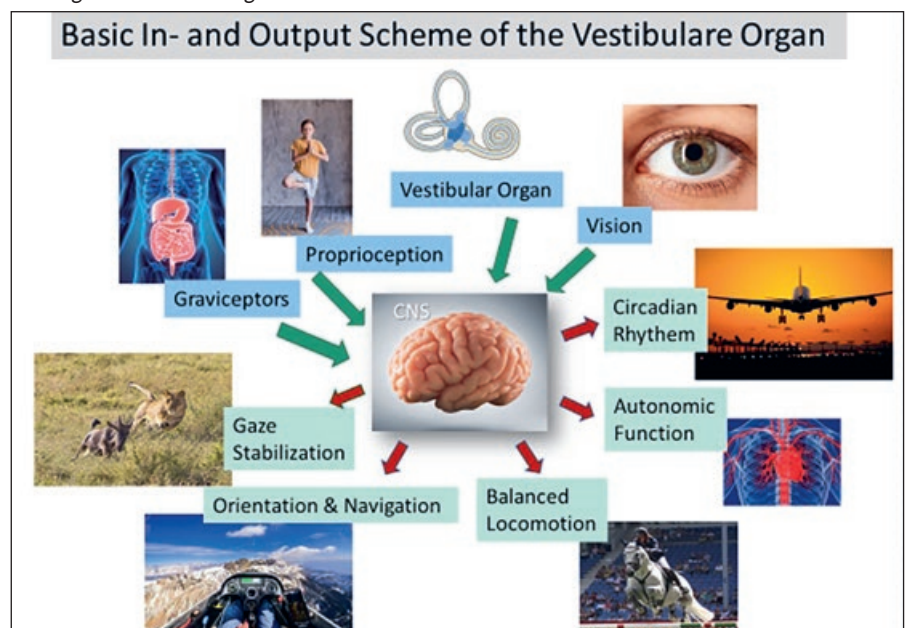 Basic In- and Output Scheme of the Vestibulare Organ
Vestibular Organ
Vision
Proprioception
Graviceptors
CNS
Circadian
Rhythem
Gaze
Stabilization
Autonomic
Function
Orientation & Navigation
Balanced
Locomotion